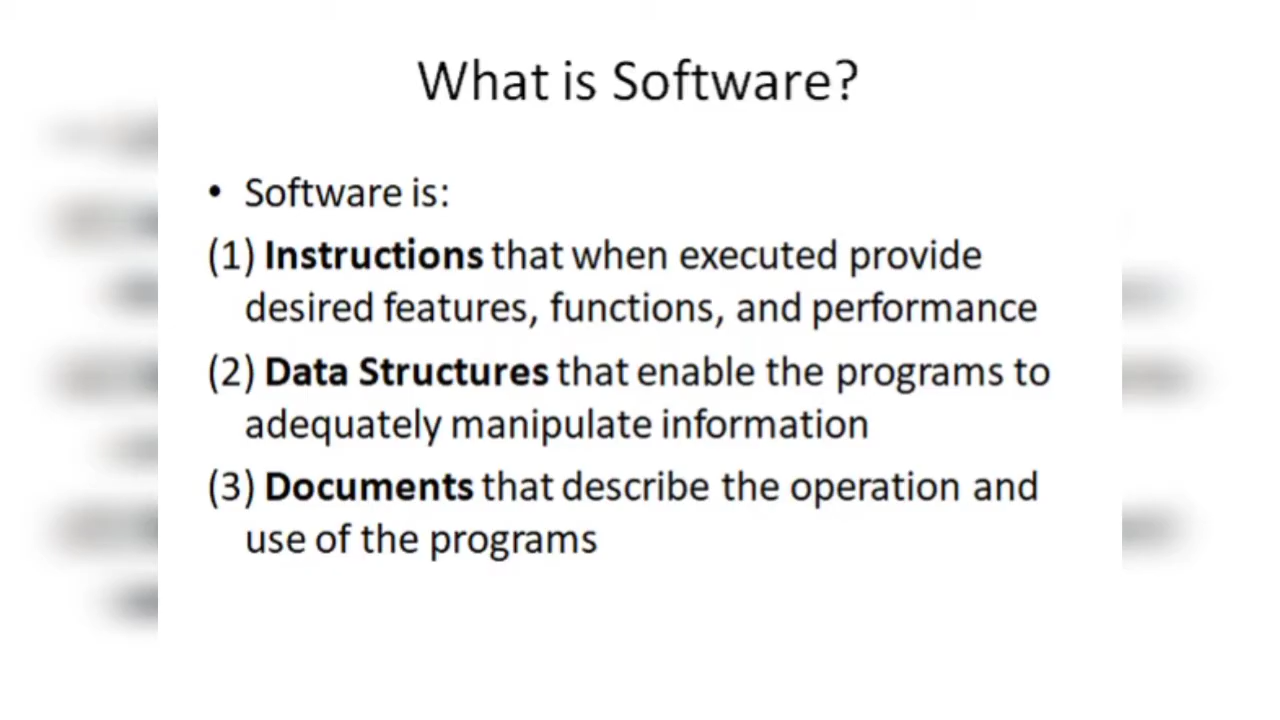 What is Software?
• Software is:
(1) Instructions that when executed provide
desired features, functions, and performance
(2) Data Structures that enable the programs to
adequately manipulate information
(3) Documents that describe the operation and
use of the programs